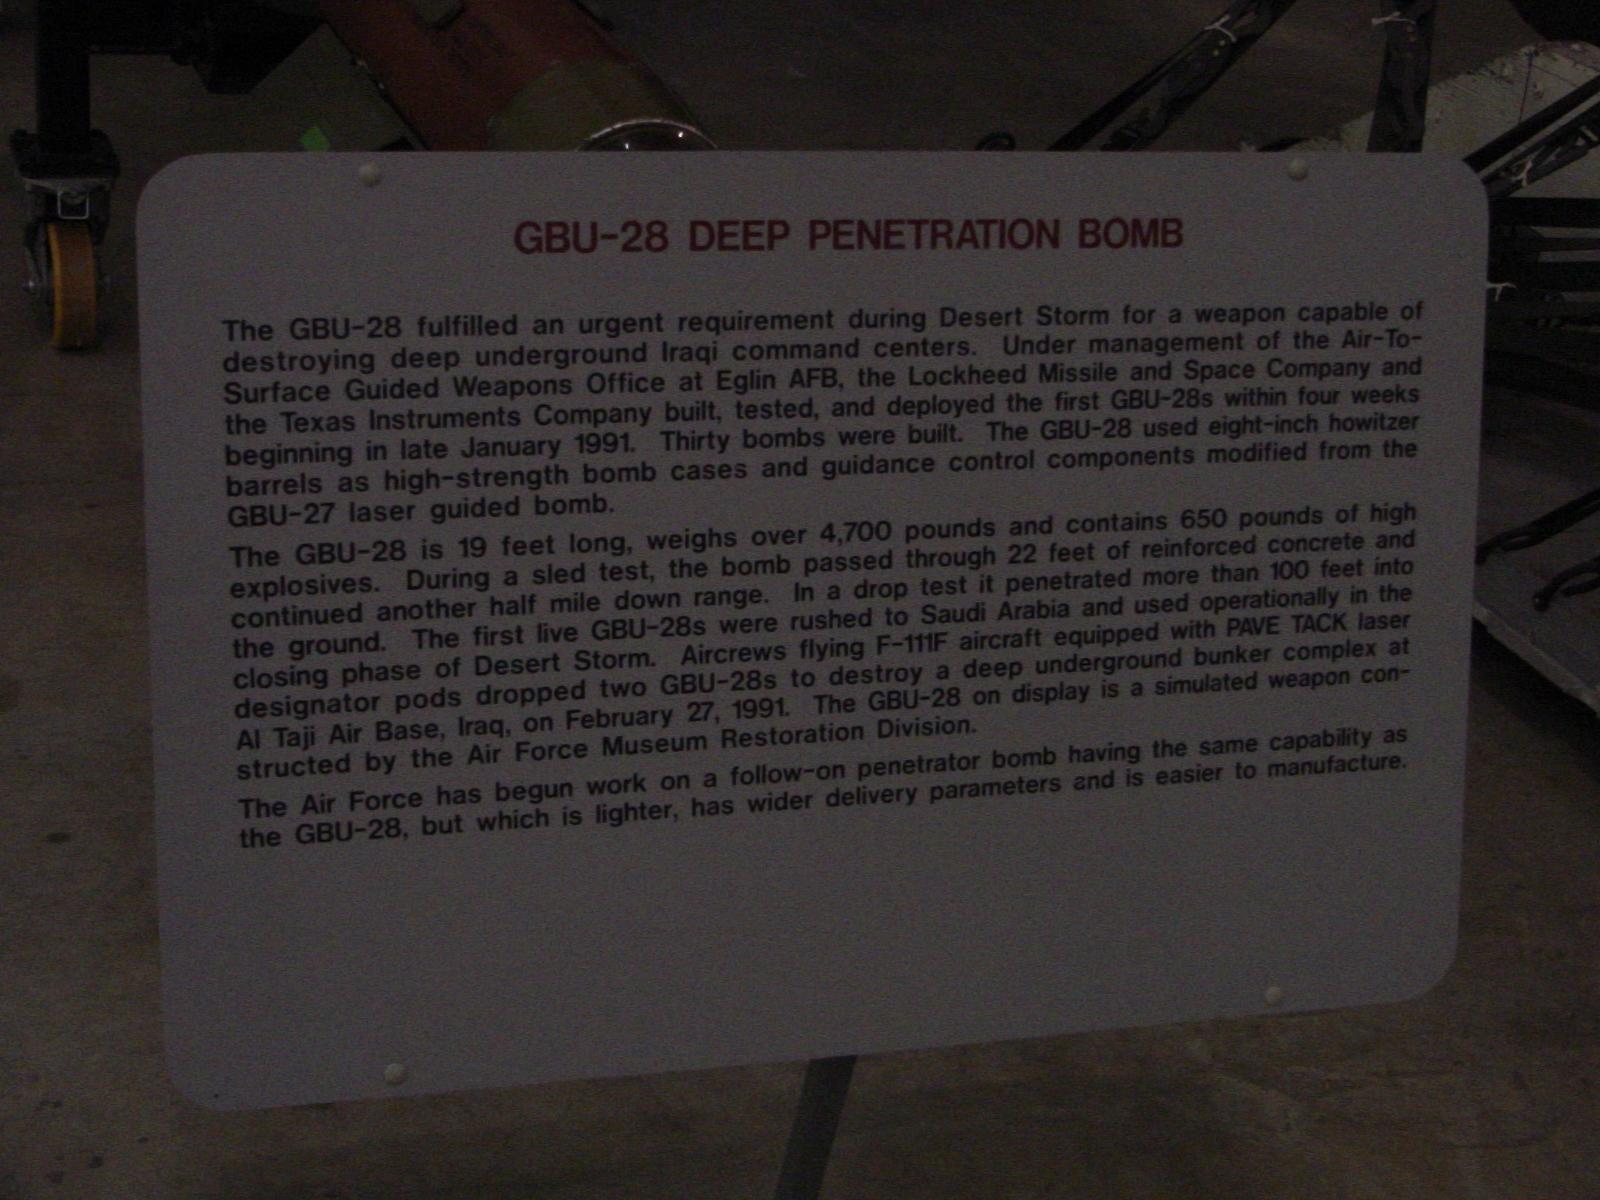 GBU-28 DEEP PENETRATION BOMB
The GBU-28 fulfilled an urgent requirement during Desert Storm for a weapon capable of
destroying deep underground Iraqi command centers. Under management of the Air-To-
Surface Guided Weapons Office at Eglin AFB, the Lockheed Missile and Space Company and
the Texas Instruments Company built, tested, and deployed the first GBU-28s within four weeks
beginning in late January 1991. Thirty bombs were built. The GBU-28 used eight-inch howitzer
barrels as high-strength bomb cases and guidance control components modified from the
GBU-27 laser guided bomb.
The GBU-28 is 19 feet long, weighs over 4,700 pounds and contains 650 pounds of high
explosives. During a sled test, the bomb passed through 22 feet of reinforced concrete and
continued another half mile down range. In a drop test it penetrated more than 100 feet into
the ground. The first live GBU-28s were rushed to Saudi Arabia and used operationally in the
closing phase of Desert Storm. Aircrews flying F-111F aircraft equipped with PAVE TACK laser
designator pods dropped two GBU-28s to destroy a deep underground bunker complex at
Al Taji Air Base, Iraq, on February 27, 1991. The GBU-28 on display is a simulated weapon con-
structed by the Air Force Museum Restoration Division.
The Air Force has begun work on a follow-on penetrator bomb having the same capability as
the GBU-28, but which is lighter, has wider delivery parameters and is easier to manufacture.